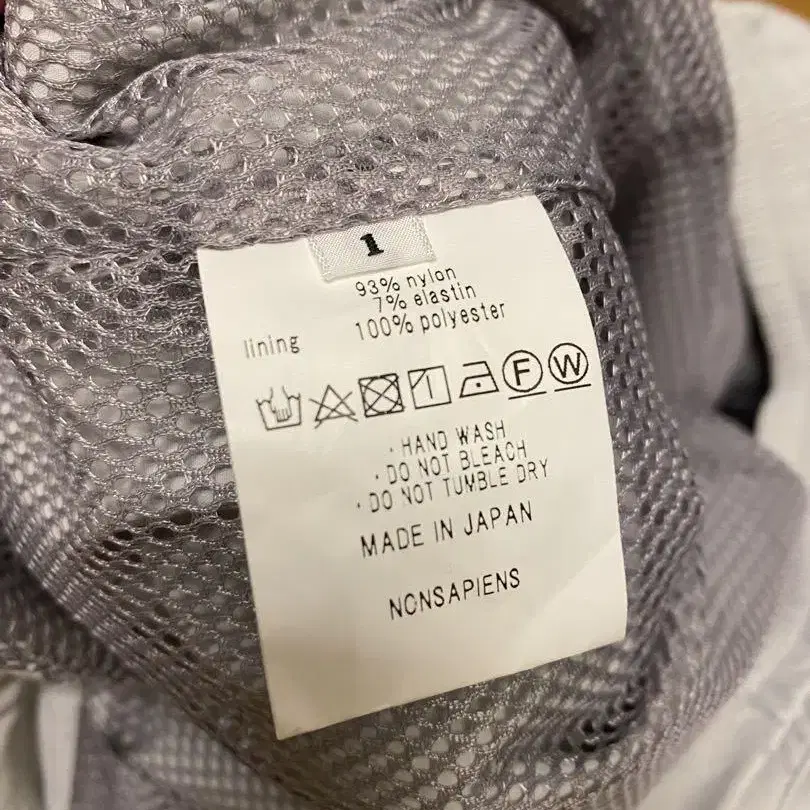 1
93% nylon
7% elastin
lining 100% polyester
F W
· HAND WASH
· DO NOT BLEACH
· DO NOT TUMBLE DRY
MADE IN JAPAN
NCNSAPIENS